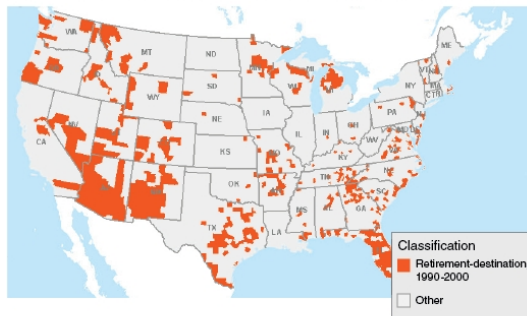 WA
MT
ND
ME
SD
WY
MI
NY
WI
NE
IA
PA
NV
IL
IN
OH
WV
CA
KS
MO
KY
VA
NC
TN
OK
AR
SC
MS
AL
GA
TX
LA
Classification
Retirement-destination
1990-2000
Other